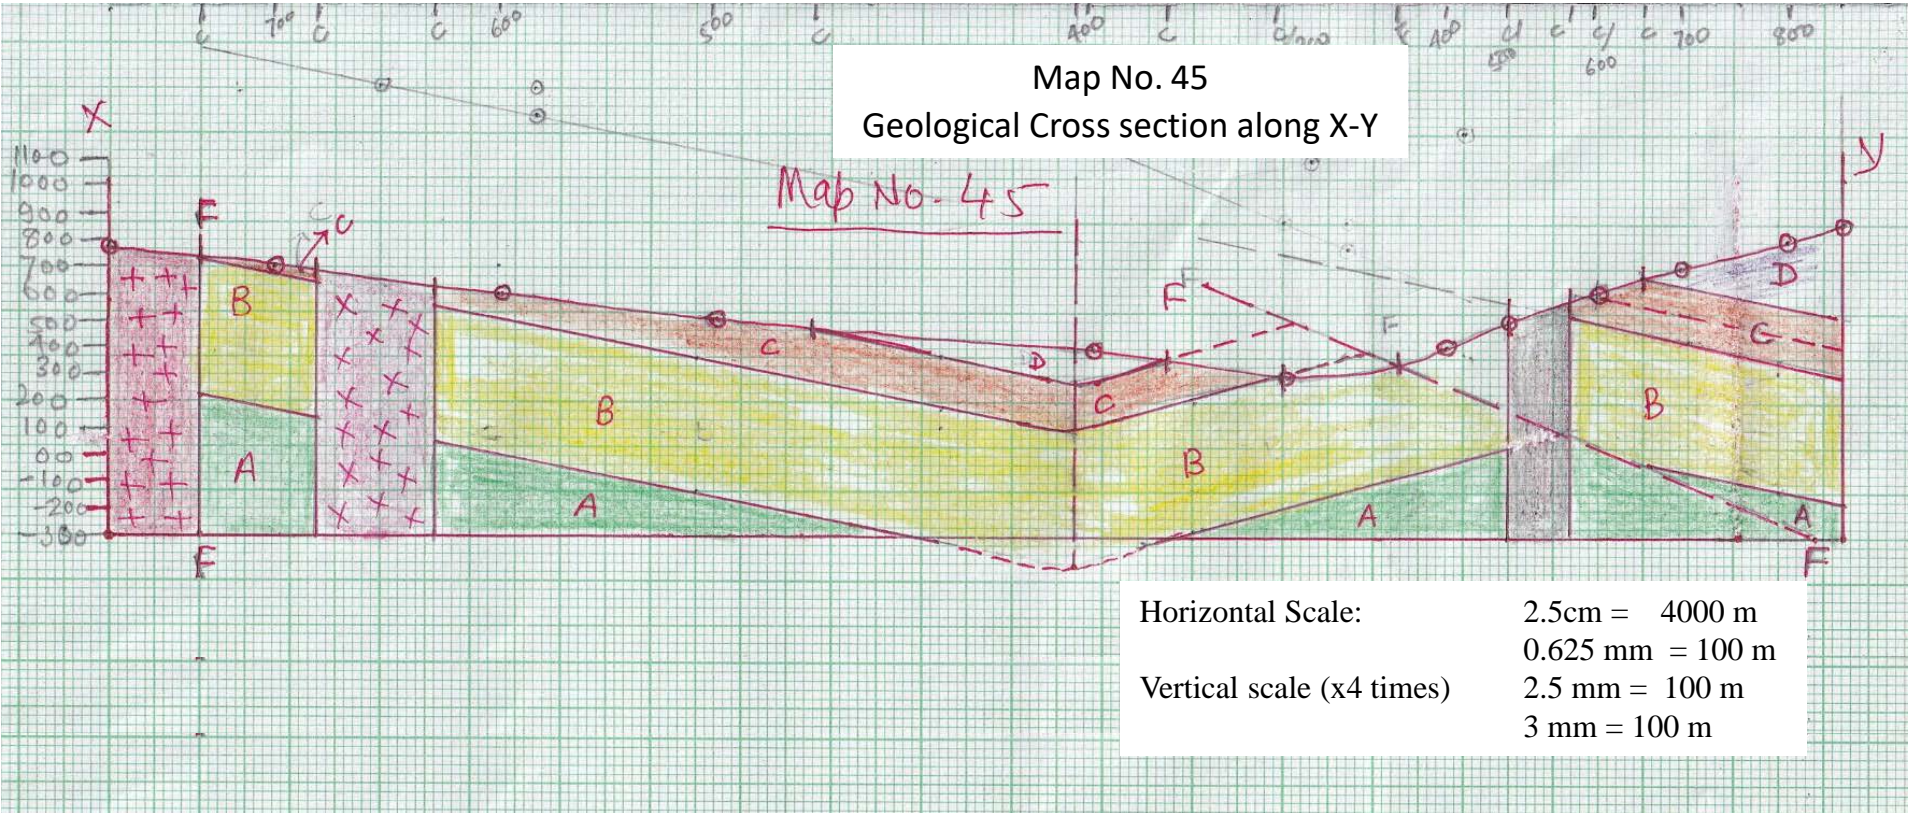 C 700 C C 600 500 C 400 C F 400 C C/ C 700 800
600
Map No. 45
Geological Cross section along X-Y
X
Y
Map No. 45
1100
1000
900
800
700
600
500
400
300
200
100
00
-100
-200
-300
F
C
B
A
F
C
B
A
D
C
F
F
B
A
D
C
B
A
F
Horizontal Scale: 2.5cm = 4000 m
0.625 mm = 100 m
Vertical scale (x4 times) 2.5 mm = 100 m
3 mm = 100 m